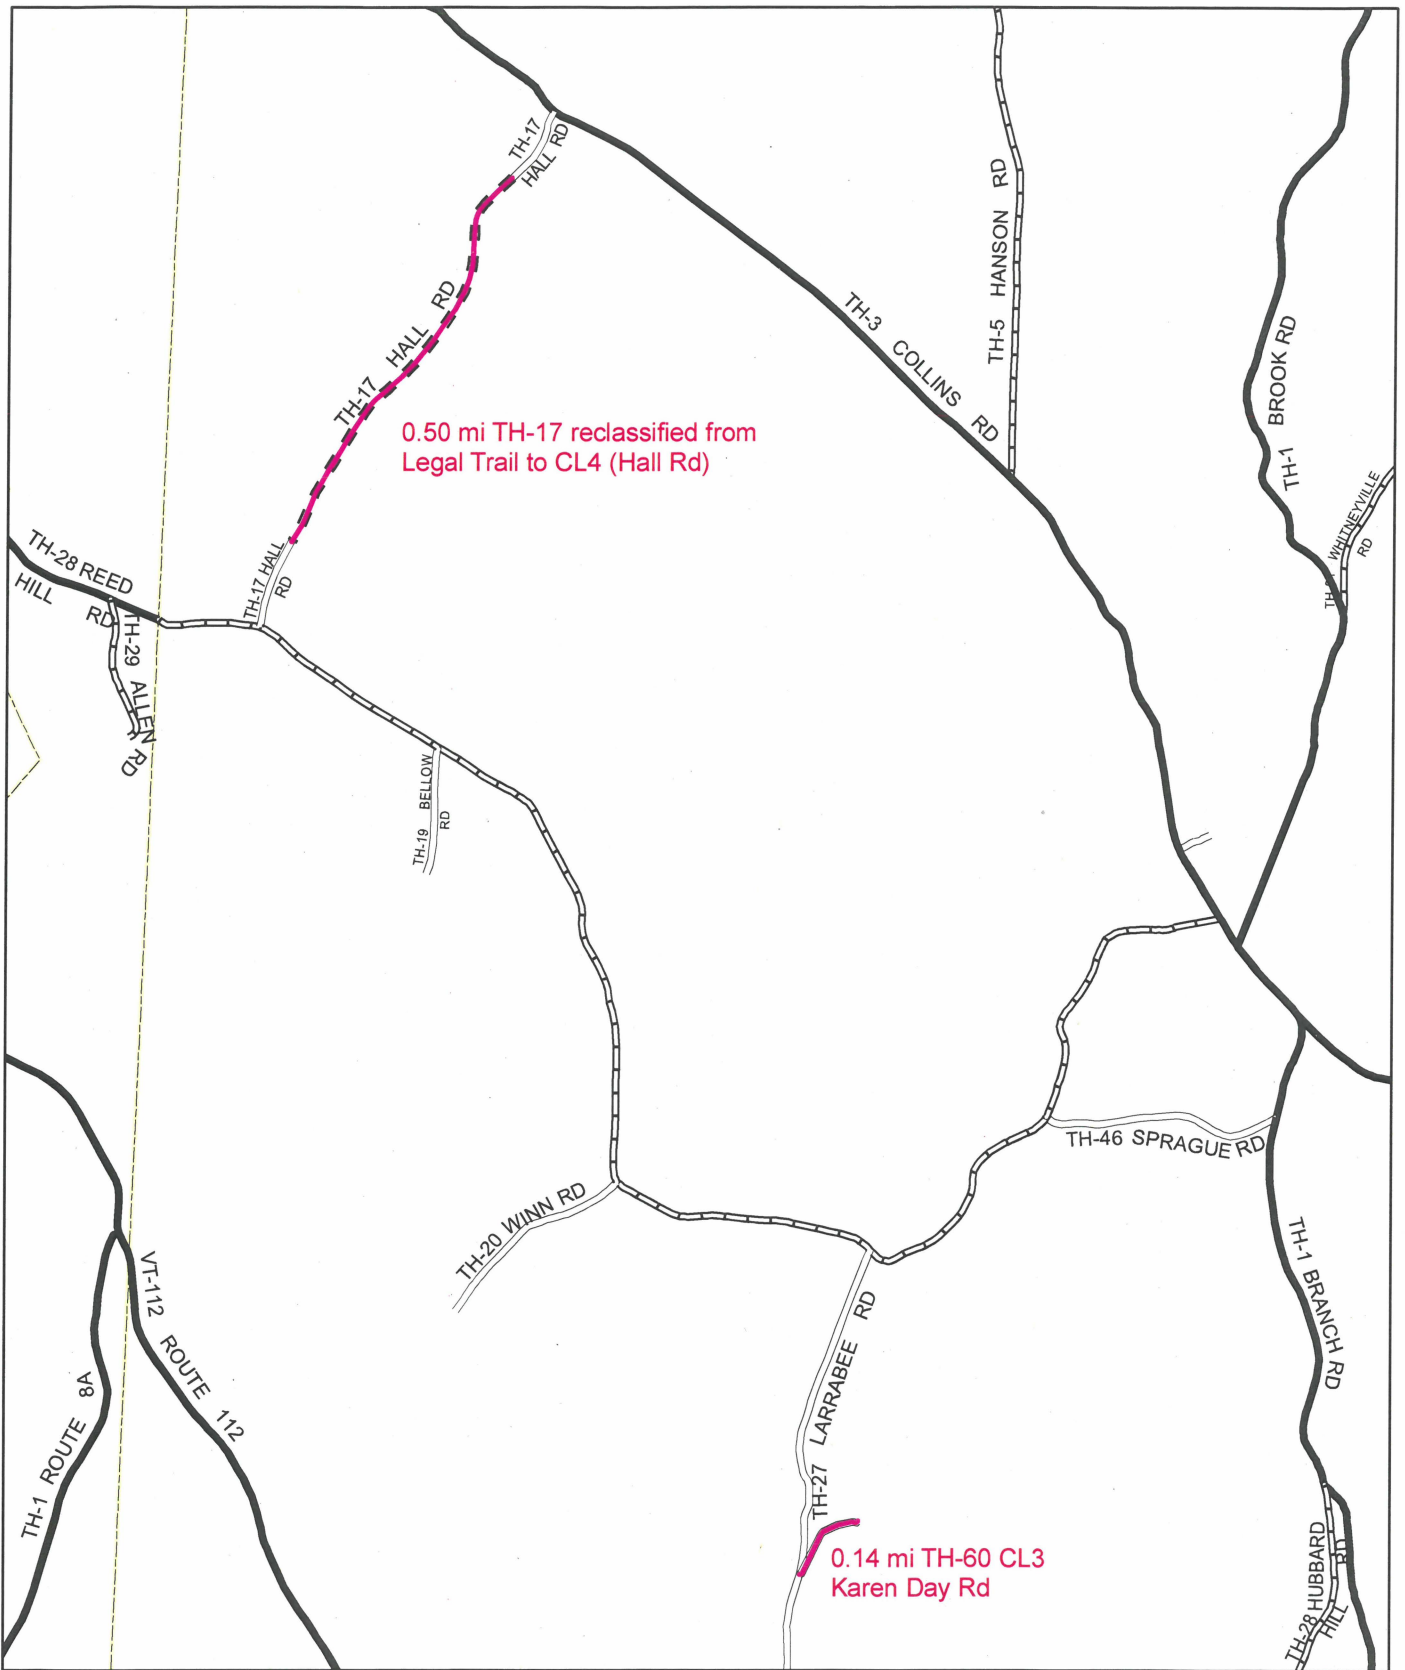 TH-17
HALL RD
TH-5 HANSON RD
TH-17 HALL RD
TH-3 COLLINS RD
TH-1 BROOK RD
0.50 mi TH-17 reclassified from
Legal Trail to CL4 (Hall Rd)
WHITNEYVILLE
RD
TH-28 REED
HILL RD
TH-17 HALL
RD
TH-29 ALLEN
RD
TH-19 BELLOW
RD
TH-46 SPRAGUE RD
TH-20 WINN RD
TH-1 BRANCH RD
VT-112 ROUTE 112
TH-1 ROUTE 8A
TH-27 LARRABEE RD
0.14 mi TH-60 CL3
Karen Day Rd
TH-28 HUBBARD
HILL RD